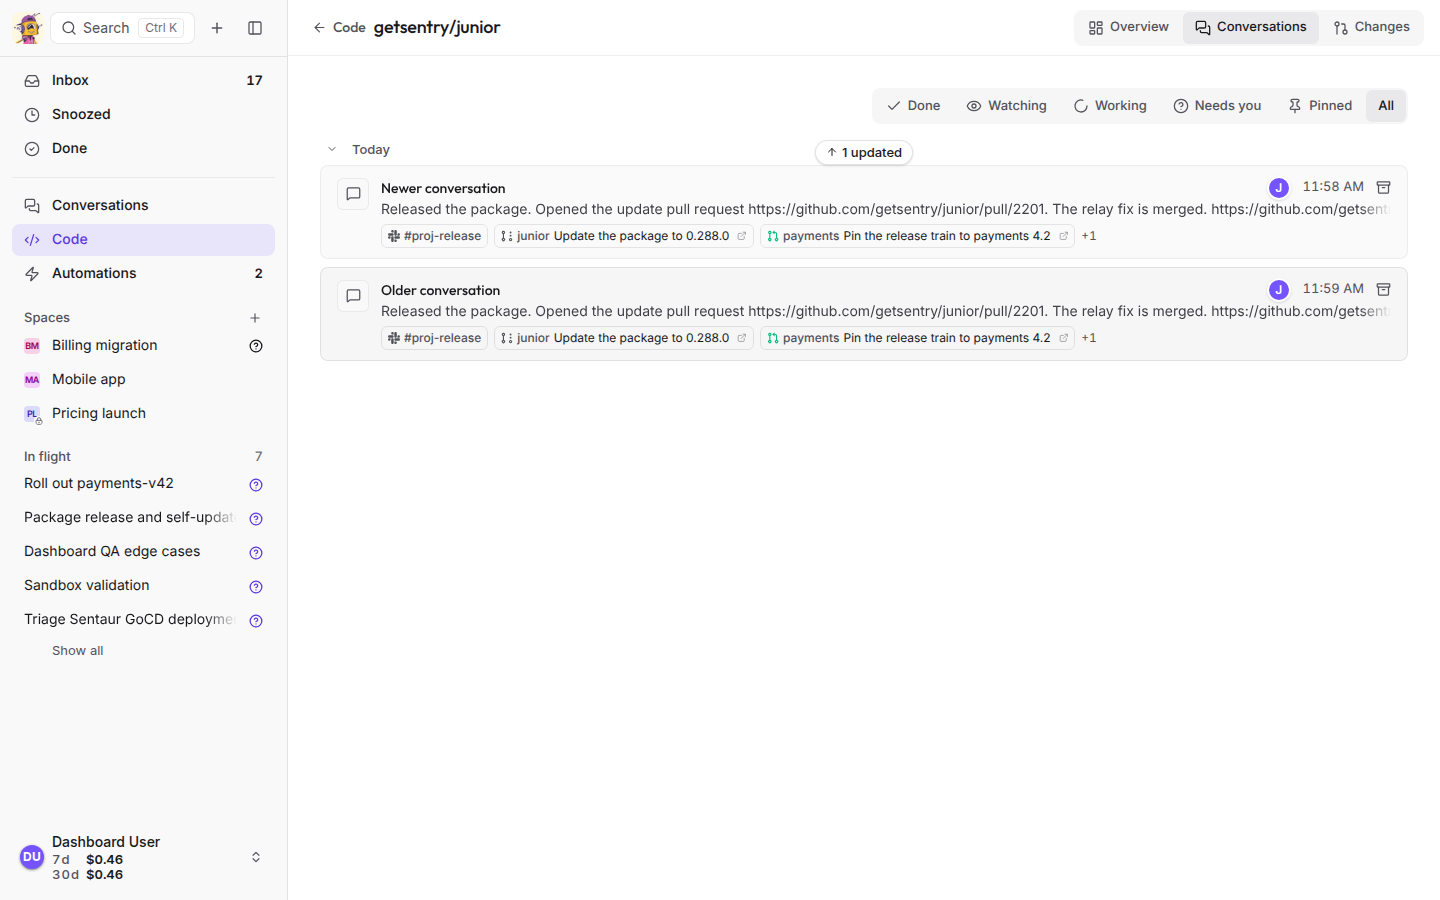 Search Ctrl K
Inbox 17
Snoozed
Done
Conversations
Code
Automations 2
Spaces
BM Billing migration
MA Mobile app
PL Pricing launch
In flight 7
Roll out payments-v42
Package release and self-updat
Dashboard QA edge cases
Sandbox validation
Triage Sentaur GoCD deployme
Show all
DU Dashboard User
7d $0.46
30d $0.46
Code getsentry/junior
Overview Conversations Changes
Done Watching Working Needs you Pinned All
Today
1 updated
Newer conversation J 11:58 AM
Released the package. Opened the update pull request https://github.com/getsentry/junior/pull/2201. The relay fix is merged. https://github.com/getsent
#proj-release junior Update the package to 0.288.0 payments Pin the release train to payments 4.2 +1
Older conversation J 11:59 AM
Released the package. Opened the update pull request https://github.com/getsentry/junior/pull/2201. The relay fix is merged. https://github.com/getsent
#proj-release junior Update the package to 0.288.0 payments Pin the release train to payments 4.2 +1